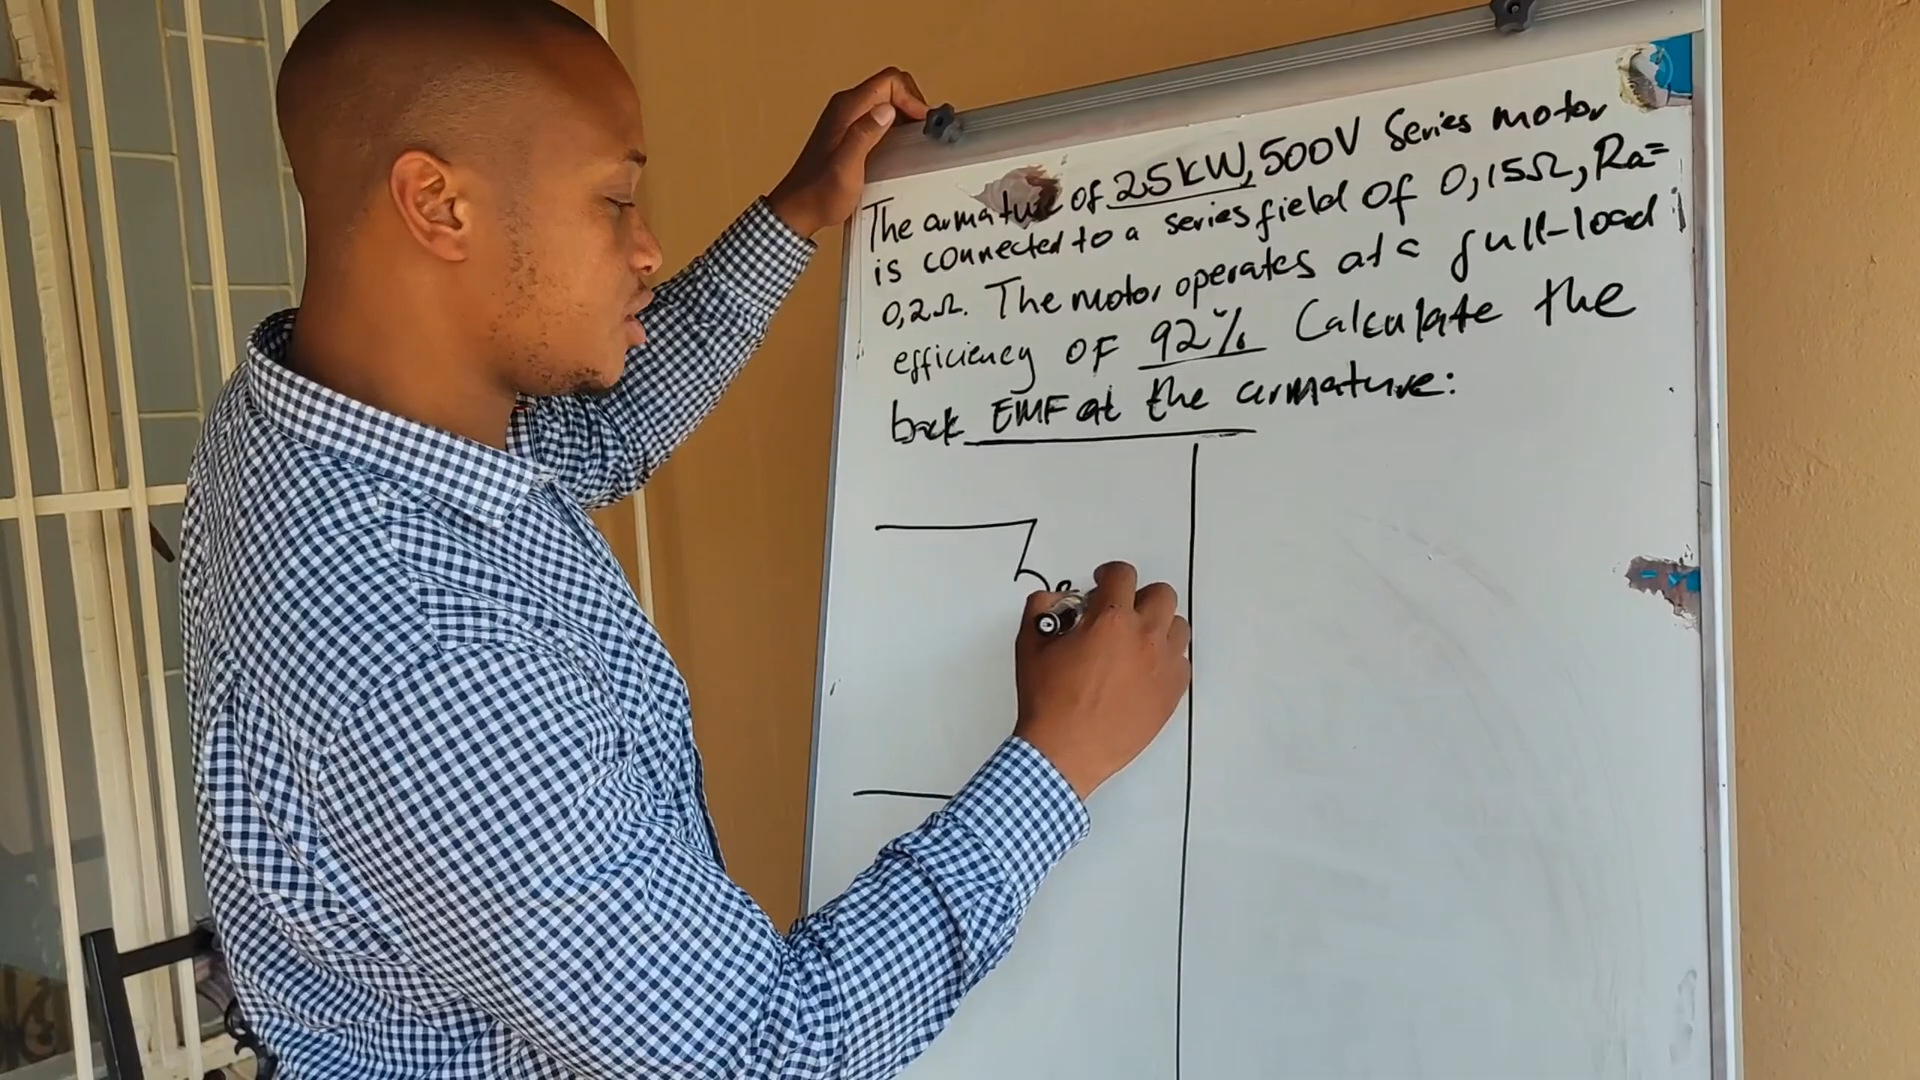 The armature of 25kW, 500V Series motor
is connected to a series field of 0,15Ω, Ra=
0,2Ω. The motor operates at a full-load
efficiency of 92% Calculate the
back EMF at the armature: